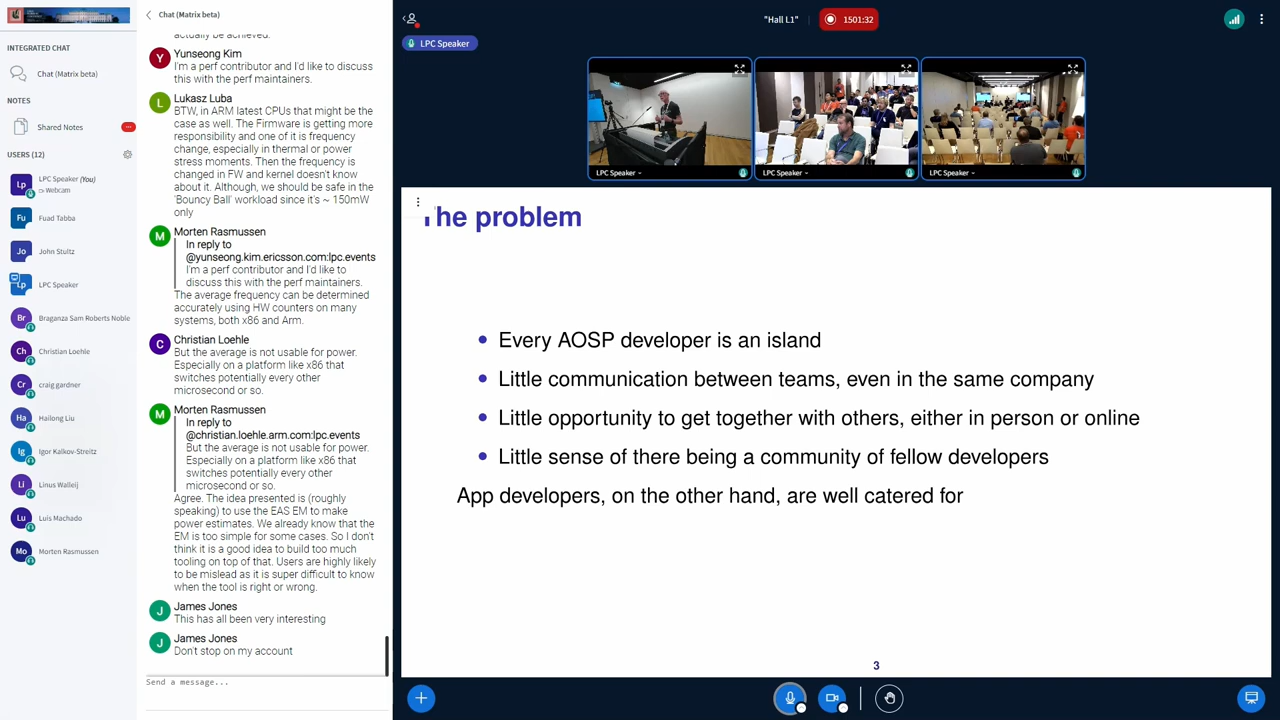 INTEGRATED CHAT
Chat (Matrix beta)
NOTES
Shared Notes
USERS (12)
Lp LPC Speaker (You)
Webcam
Fu Fuad Tabba
Jo John Stultz
Lp LPC Speaker
Br Braganza Sam Roberts Noble
Ch Christian Loehle
Cr craig gardner
Ha Hailong Liu
Ig Igor Kalkov-Streitz
Li Linus Walleij
Lu Luis Machado
Mo Morten Rasmussen
Chat (Matrix beta)
actually be achieved.
Y Yunseong Kim
I'm a perf contributor and I'd like to discuss
this with the perf maintainers.
L Lukasz Luba
BTW, in ARM latest CPUs that might be the
case as well. The Firmware is getting more
responsibility and one of it is frequency
change, especially in thermal or power
stress moments. Then the frequency is
changed in FW and kernel doesn't know
about it. Although, we should be safe in the
'Bouncy Ball' workload since it's ~ 150mW
only
M Morten Rasmussen
In reply to
@yunseong.kim.ericsson.com:lpc.events
I'm a perf contributor and I'd like to
discuss this with the perf maintainers.
The average frequency can be determined
accurately using HW counters on many
systems, both x86 and Arm.
C Christian Loehle
But the average is not usable for power.
Especially on a platform like x86 that
switches potentially every other
microsecond or so.
M Morten Rasmussen
In reply to
@christian.loehle.arm.com:lpc.events
But the average is not usable for power.
Especially on a platform like x86 that
switches potentially every other
microsecond or so.
Agree. The idea presented is (roughly
speaking) to use the EAS EM to make
power estimates. We already know that the
EM is too simple for some cases. So I don't
think it is a good idea to build too much
tooling on top of that. Users are highly likely
to be mislead as it is super difficult to know
when the tool is right or wrong.
J James Jones
This has all been very interesting
J James Jones
Don't stop on my account
Send a message...
"Hall L1"
1501:32
LPC Speaker
LPC Speaker
LPC Speaker
LPC Speaker
The problem
Every AOSP developer is an island
Little communication between teams, even in the same company
Little opportunity to get together with others, either in person or online
Little sense of there being a community of fellow developers
App developers, on the other hand, are well catered for
3